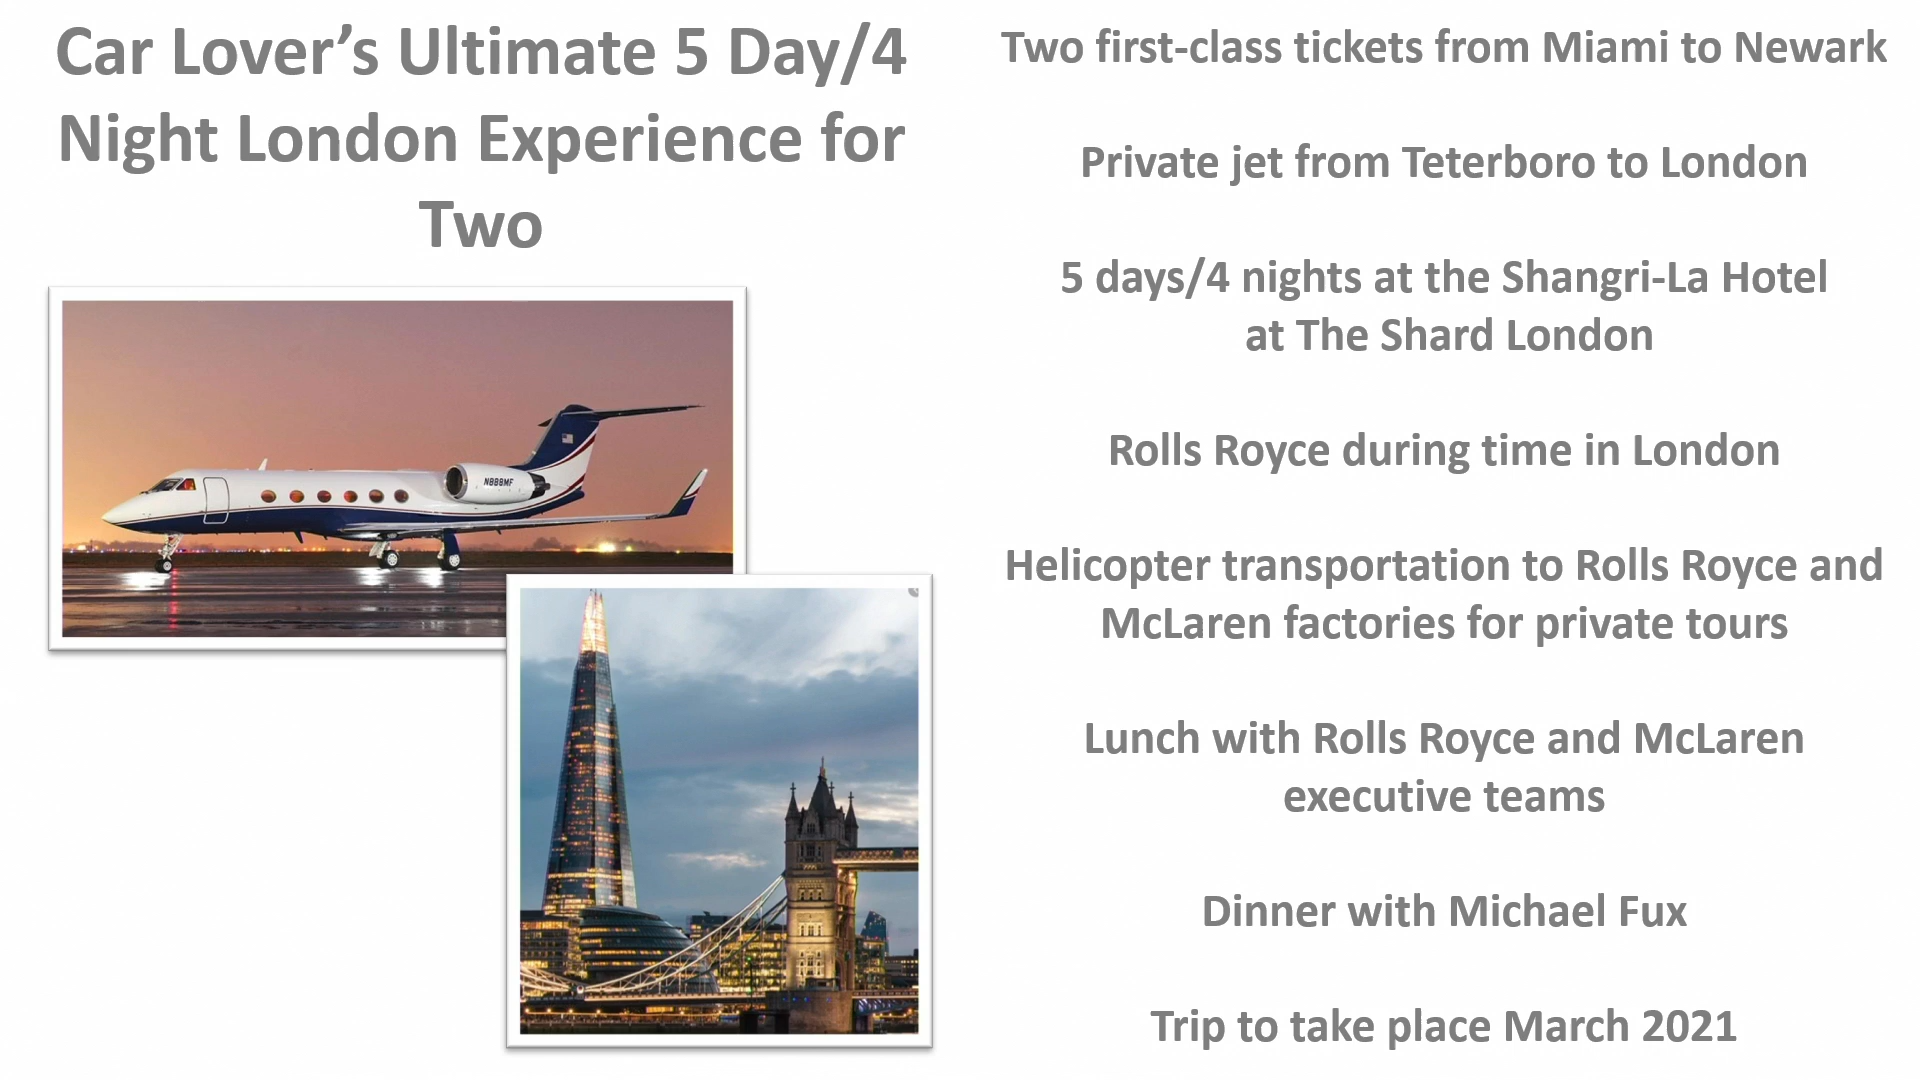 Car Lover’s Ultimate 5 Day/4
Night London Experience for
Two
N888MF
Two first-class tickets from Miami to Newark
Private jet from Teterboro to London
5 days/4 nights at the Shangri-La Hotel
at The Shard London
Rolls Royce during time in London
Helicopter transportation to Rolls Royce and
McLaren factories for private tours
Lunch with Rolls Royce and McLaren
executive teams
Dinner with Michael Fux
Trip to take place March 2021